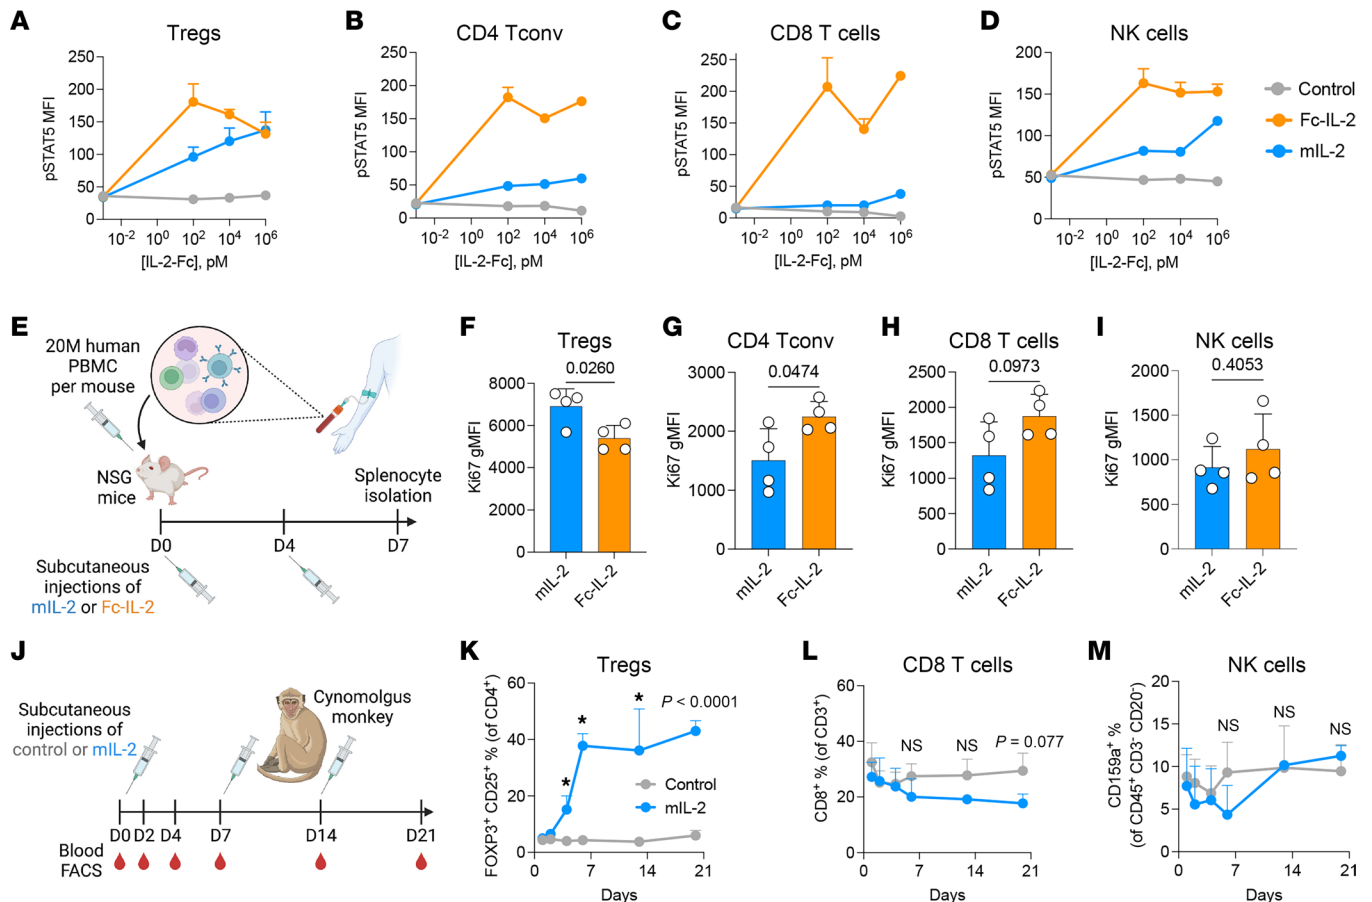 A
Tregs
pSTAT5 MFI
250
200
150
100
50
0
10⁻² 10⁰ 10² 10⁴ 10⁶
[IL-2-Fc], pM
B
CD4 Tconv
pSTAT5 MFI
250
200
150
100
50
0
10⁻² 10⁰ 10² 10⁴ 10⁶
[IL-2-Fc], pM
C
CD8 T cells
pSTAT5 MFI
250
200
150
100
50
0
10⁻² 10⁰ 10² 10⁴ 10⁶
[IL-2-Fc], pM
D
NK cells
pSTAT5 MFI
200
150
100
50
0
10⁻² 10⁰ 10² 10⁴ 10⁶
[IL-2-Fc], pM
Control
Fc-IL-2
mIL-2
E
20M human
PBMC
per mouse
NSG
mice
Splenocyte
isolation
D0 D4 D7
Subcutaneous
injections of
mIL-2 or Fc-IL-2
F
Tregs
0.0260
Ki67 gMFI
8000
6000
4000
2000
0
mIL-2 Fc-IL-2
G
CD4 Tconv
0.0474
Ki67 gMFI
3000
2000
1000
0
mIL-2 Fc-IL-2
H
CD8 T cells
0.0973
Ki67 gMFI
2500
2000
1500
1000
500
0
mIL-2 Fc-IL-2
I
NK cells
0.4053
Ki67 gMFI
2000
1500
1000
500
0
mIL-2 Fc-IL-2
J
Subcutaneous
injections of
control or mIL-2
Cynomolgus
monkey
D0 D2 D4 D7 D14 D21
Blood
FACS
K
Tregs
FOXP3⁺ CD25⁺ % (of CD4⁺)
60
40
20
0
* * *
P < 0.0001
Control
mIL-2
0 7 14 21
Days
L
CD8 T cells
CD8⁺ % (of CD3⁺)
60
40
20
0
NS NS P = 0.077
0 7 14 21
Days
M
NK cells
CD159a⁺ %
(of CD45⁺ CD3⁻ CD20⁻)
20
15
10
5
0
NS NS NS
0 7 14 21
Days